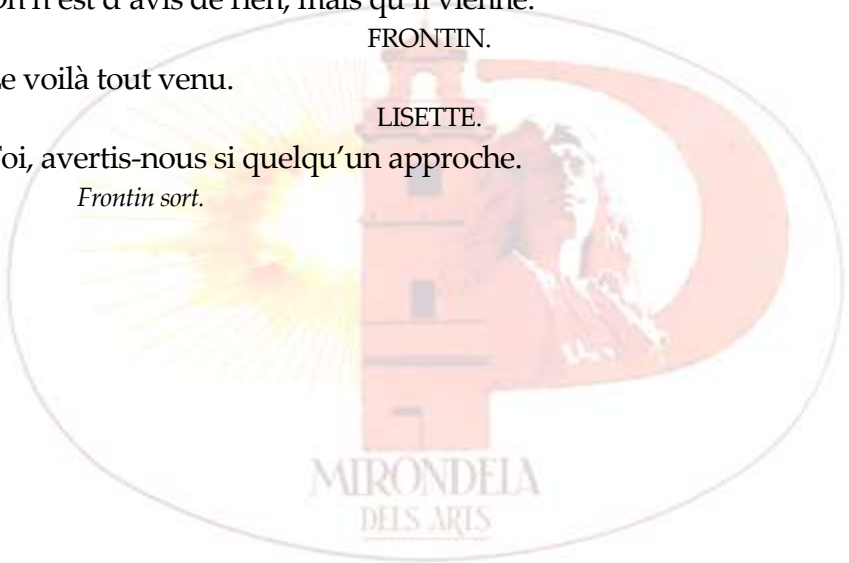 n n'est d'avis de rien, mais qu'il vienne.
FRONTIN.
e voilà tout venu.
LISETTE.
oi, avertis-nous si quelqu'un approche.
Frontin sort.
MIRONDELA
DELS ARTS